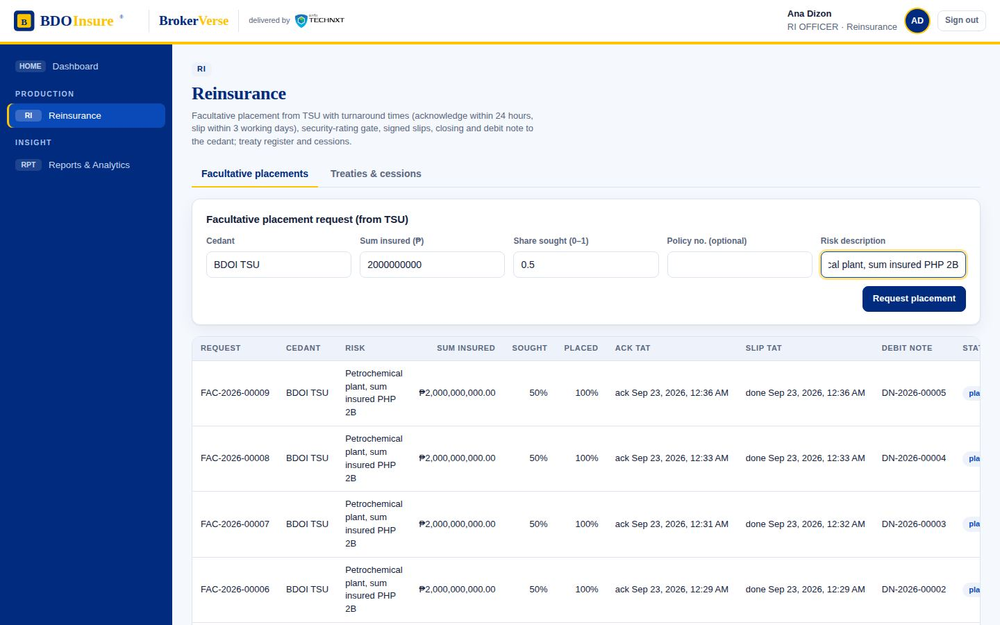 B BDOInsure ®
BrokerVerse
delivered by TECHNXT
Ana Dizon
RI OFFICER · Reinsurance
AD
Sign out
HOME Dashboard
PRODUCTION
RI Reinsurance
INSIGHT
RPT Reports & Analytics
RI
Reinsurance
Facultative placement from TSU with turnaround times (acknowledge within 24 hours,
slip within 3 working days), security-rating gate, signed slips, closing and debit note to
the cedant; treaty register and cessions.
Facultative placements Treaties & cessions
Facultative placement request (from TSU)
Cedant Sum insured (₱) Share sought (0–1) Policy no. (optional) Risk description
BDOI TSU 2000000000 0.5 cal plant, sum insured PHP 2B
Request placement
REQUEST CEDANT RISK SUM INSURED SOUGHT PLACED ACK TAT SLIP TAT DEBIT NOTE STAT
FAC-2026-00009 BDOI TSU Petrochemical plant, sum insured PHP 2B ₱2,000,000,000.00 50% 100% ack Sep 23, 2026, 12:36 AM done Sep 23, 2026, 12:36 AM DN-2026-00005 pla
FAC-2026-00008 BDOI TSU Petrochemical plant, sum insured PHP 2B ₱2,000,000,000.00 50% 100% ack Sep 23, 2026, 12:33 AM done Sep 23, 2026, 12:33 AM DN-2026-00004 pla
FAC-2026-00007 BDOI TSU Petrochemical plant, sum insured PHP 2B ₱2,000,000,000.00 50% 100% ack Sep 23, 2026, 12:31 AM done Sep 23, 2026, 12:32 AM DN-2026-00003 pla
FAC-2026-00006 BDOI TSU Petrochemical plant, sum insured PHP 2B ₱2,000,000,000.00 50% 100% ack Sep 23, 2026, 12:29 AM done Sep 23, 2026, 12:29 AM DN-2026-00002 pla